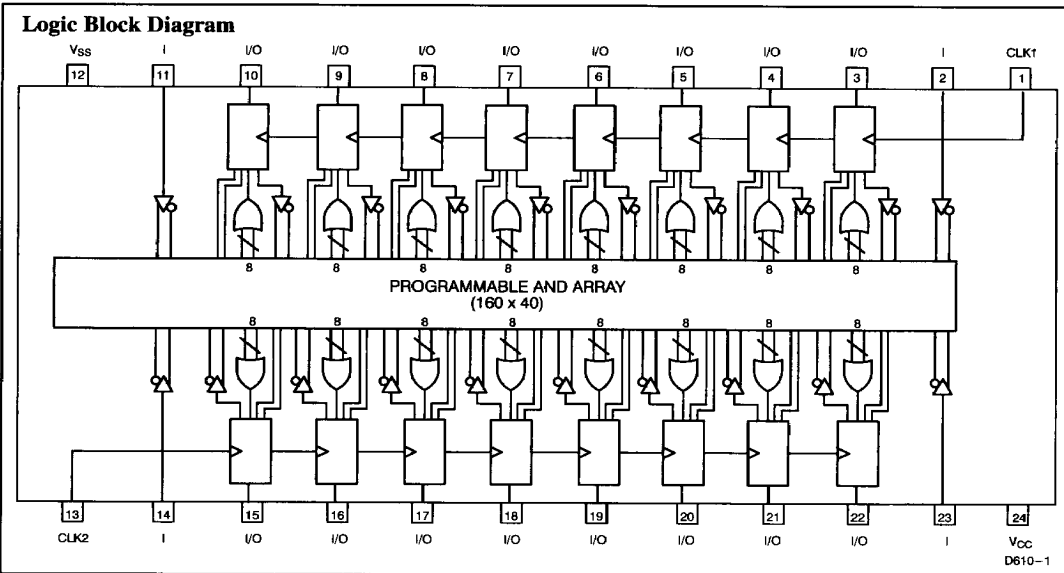 Logic Block Diagram
VSS I I/O I/O I/O I/O I/O I/O I/O I/O I CLK1
12 11 10 9 8 7 6 5 4 3 2 1
8 8 8 8 8 8 8 8
PROGRAMMABLE AND ARRAY
(160 x 40)
8 8 8 8 8 8 8 8
13 14 15 16 17 18 19 20 21 22 23 24
CLK2 I I/O I/O I/O I/O I/O I/O I/O I/O I VCC
D610-1